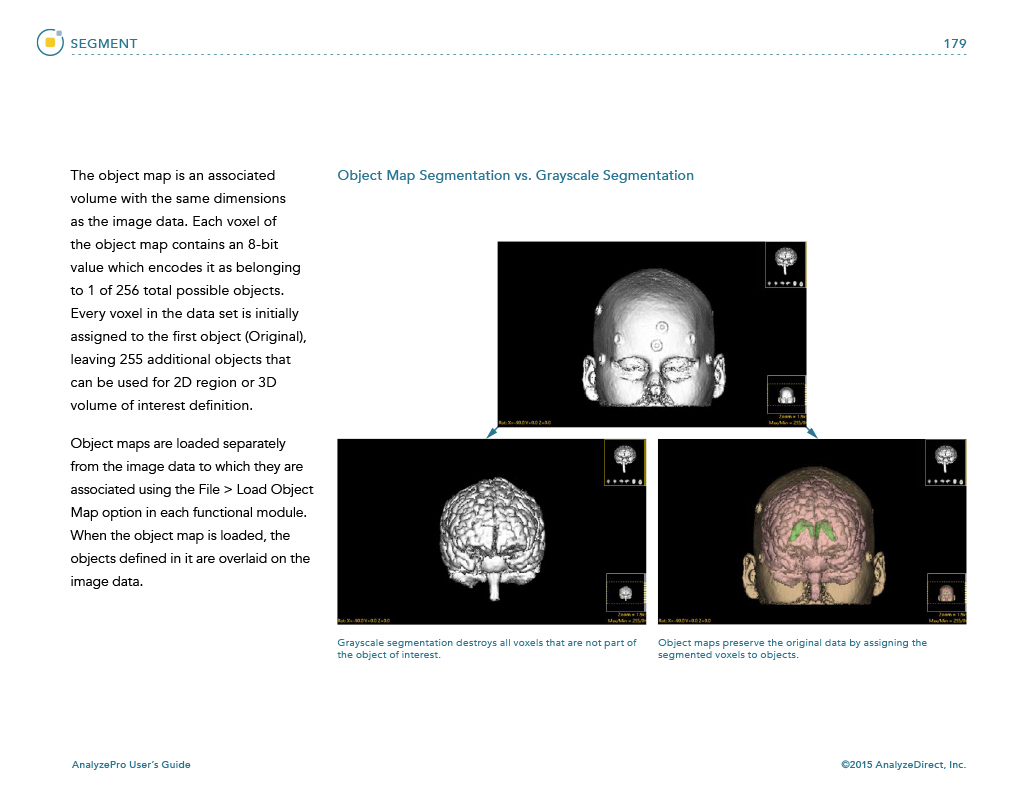 SEGMENT
179
The object map is an associated
volume with the same dimensions
as the image data. Each voxel of
the object map contains an 8-bit
value which encodes it as belonging
to 1 of 256 total possible objects.
Every voxel in the data set is initially
assigned to the first object (Original),
leaving 255 additional objects that
can be used for 2D region or 3D
volume of interest definition.
Object maps are loaded separately
from the image data to which they are
associated using the File > Load Object
Map option in each functional module.
When the object map is loaded, the
objects defined in it are overlaid on the
image data.
Object Map Segmentation vs. Grayscale Segmentation
Grayscale segmentation destroys all voxels that are not part of
the object of interest.
Object maps preserve the original data by assigning the
segmented voxels to objects.
AnalyzePro User’s Guide
©2015 AnalyzeDirect, Inc.